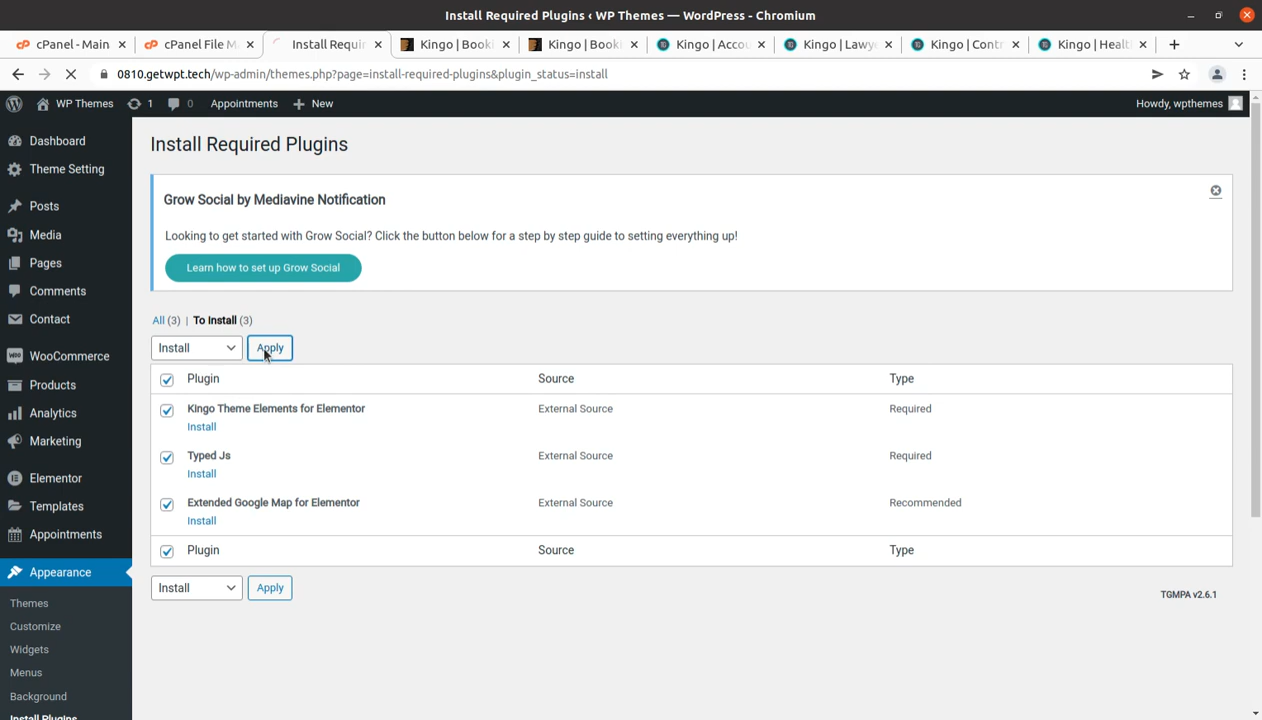 Install Required Plugins ‹ WP Themes — WordPress - Chromium
cPanel - Main
cPanel File M
Install Requir
Kingo | Booki
Kingo | Booki
Kingo | Accou
Kingo | Lawye
Kingo | Contr
Kingo | Healt
0810.getwpt.tech/wp-admin/themes.php?page=install-required-plugins&plugin_status=install
WP Themes 1 0 Appointments + New Howdy, wpthemes
Dashboard
Theme Setting
Posts
Media
Pages
Comments
Contact
WooCommerce
Products
Analytics
Marketing
Elementor
Templates
Appointments
Appearance
Themes
Customize
Widgets
Menus
Background
Install Plugins
Install Required Plugins
Grow Social by Mediavine Notification
Looking to get started with Grow Social? Click the button below for a step by step guide to setting everything up!
Learn how to set up Grow Social
All (3) | To Install (3)
Install Apply
Plugin Source Type
Kingo Theme Elements for Elementor External Source Required
Install
Typed Js External Source Required
Install
Extended Google Map for Elementor External Source Recommended
Install
Plugin Source Type
Install Apply
TGMPA v2.6.1